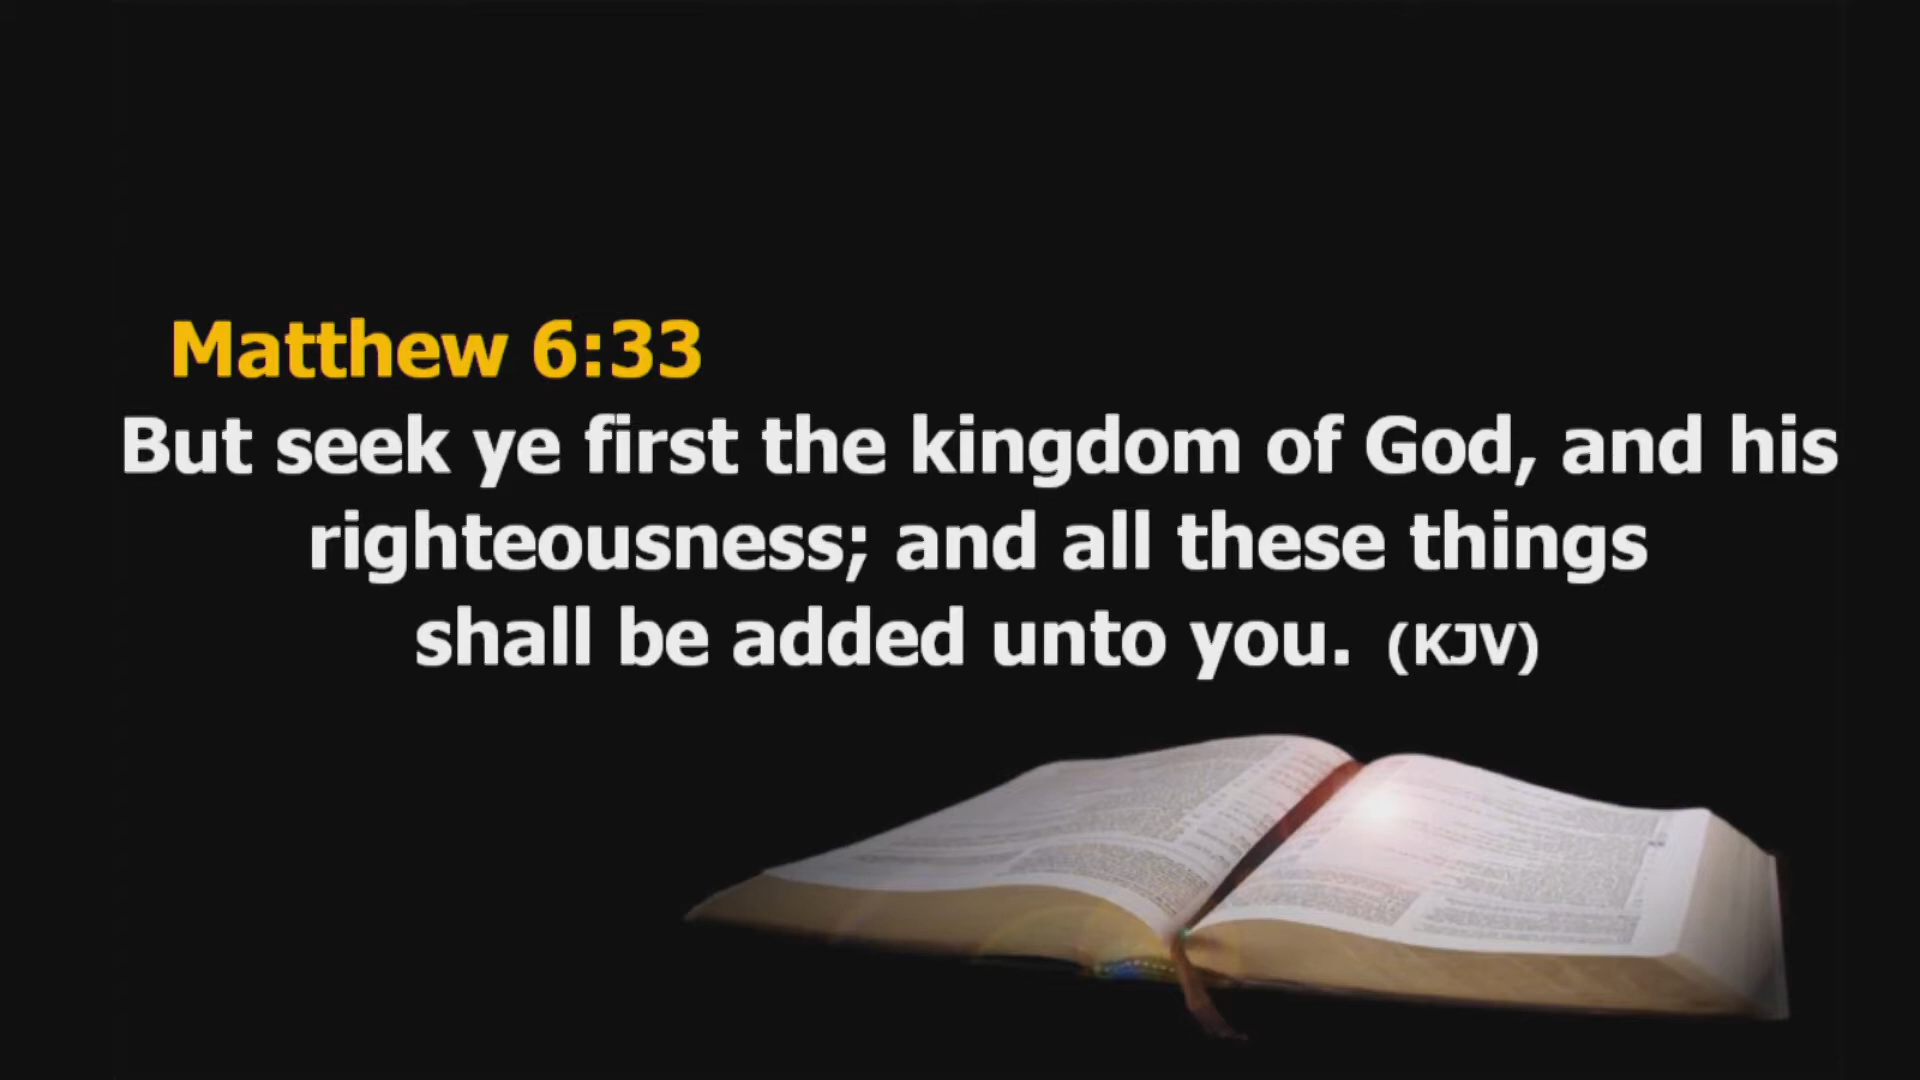 Matthew 6:33
But seek ye first the kingdom of God, and his
righteousness; and all these things
shall be added unto you. (KJV)